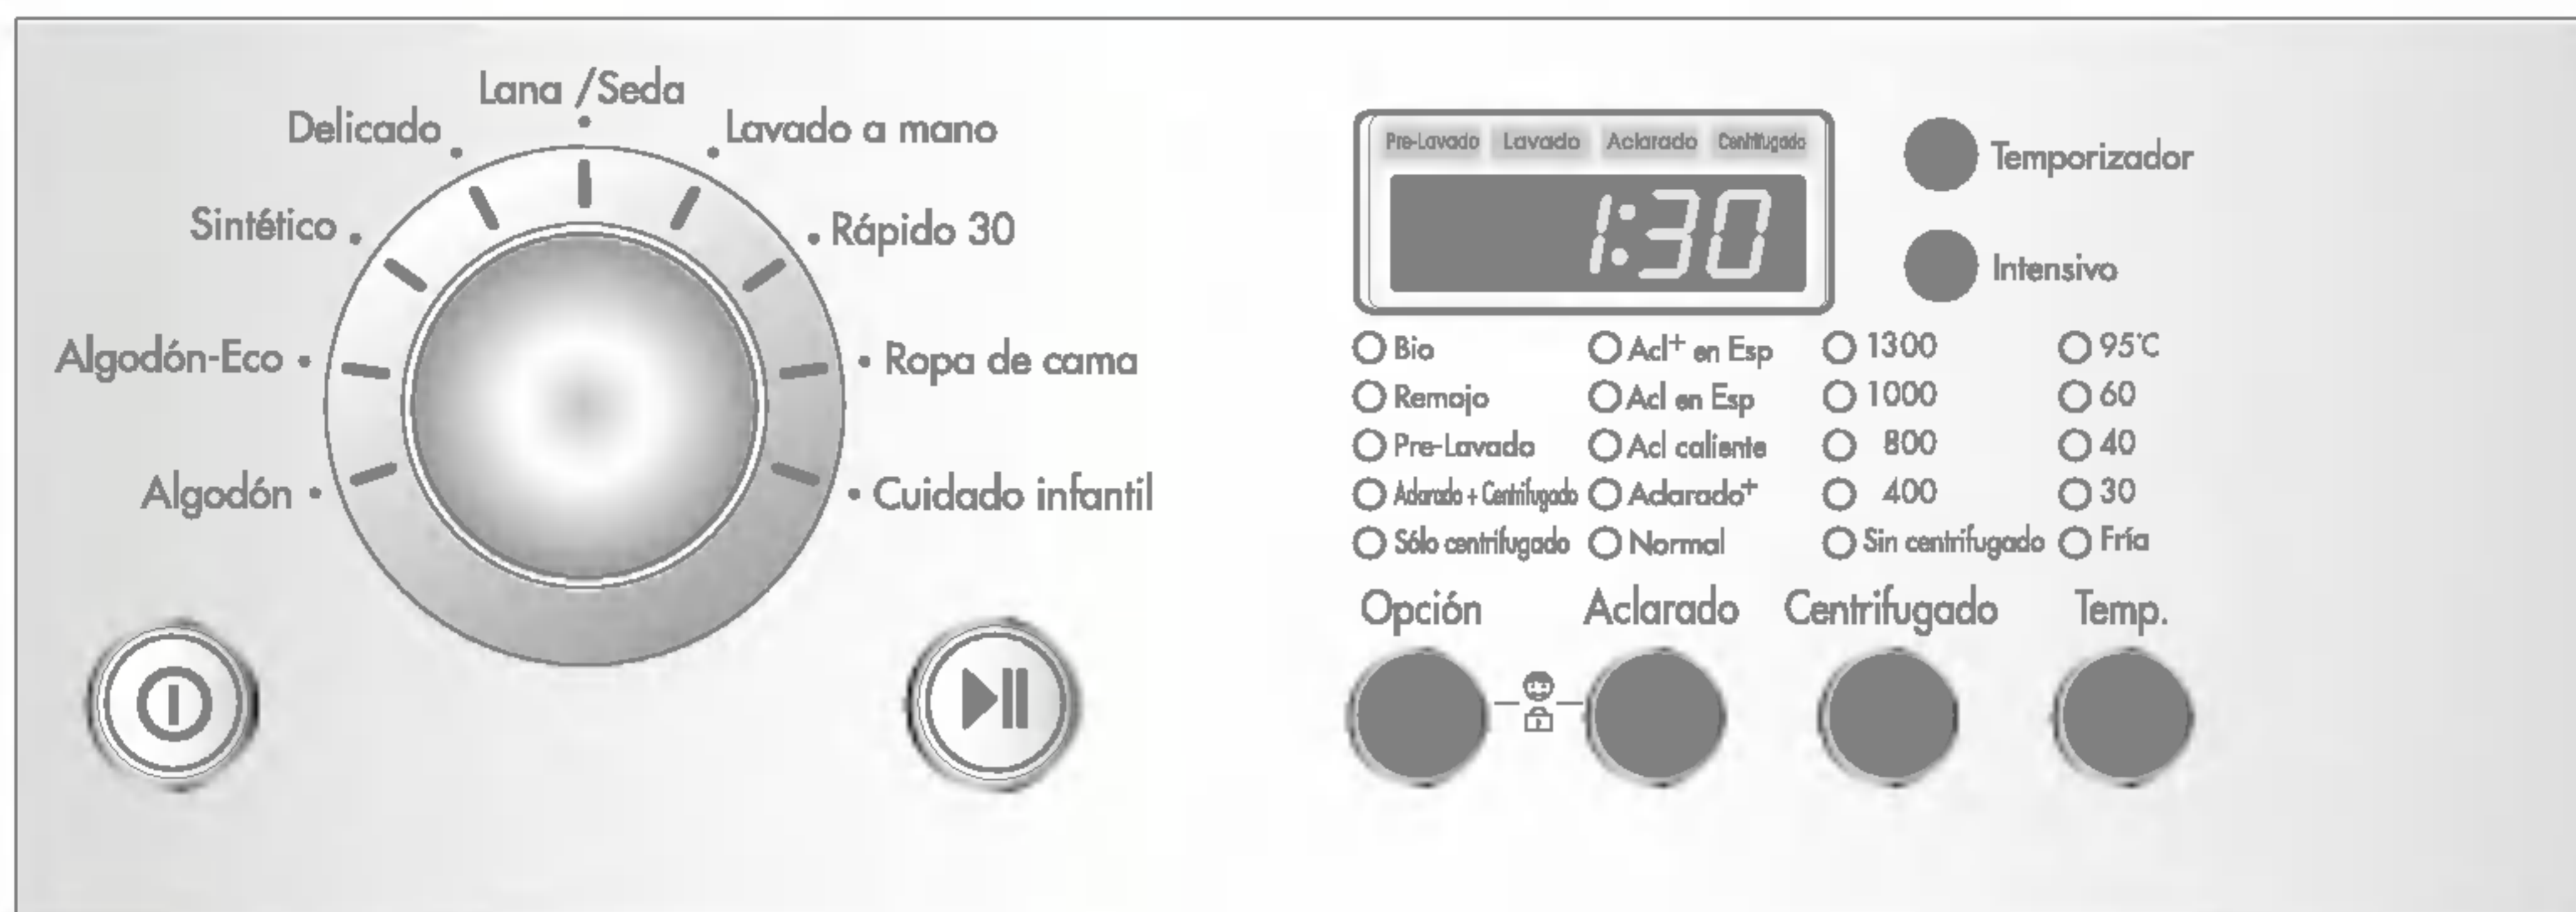 Lana /Seda
Delicado
Lavado a mano
Sintético
Rápido 30
Algodón-Eco
Ropa de cama
Algodón
Cuidado infantil
Pre-Lavado Lavado Aclarado Centrifugado
1:30
Temporizador
Intensivo
Bio
Remojo
Pre-Lavado
Aclarado + Centrifugado
Sólo centrifugado
Opción
Acl+ en Esp
Acl en Esp
Acl caliente
Aclarado+
Normal
Aclarado
1300
1000
800
400
Sin centrifugado
Centrifugado
95°C
60
40
30
Fría
Temp.